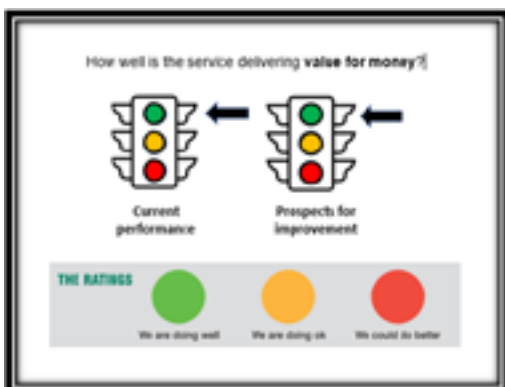 How well is the service delivering value for money?
Current
performance
Prospects for
improvement
THE RATINGS
We are doing well
We are doing ok
We could do better